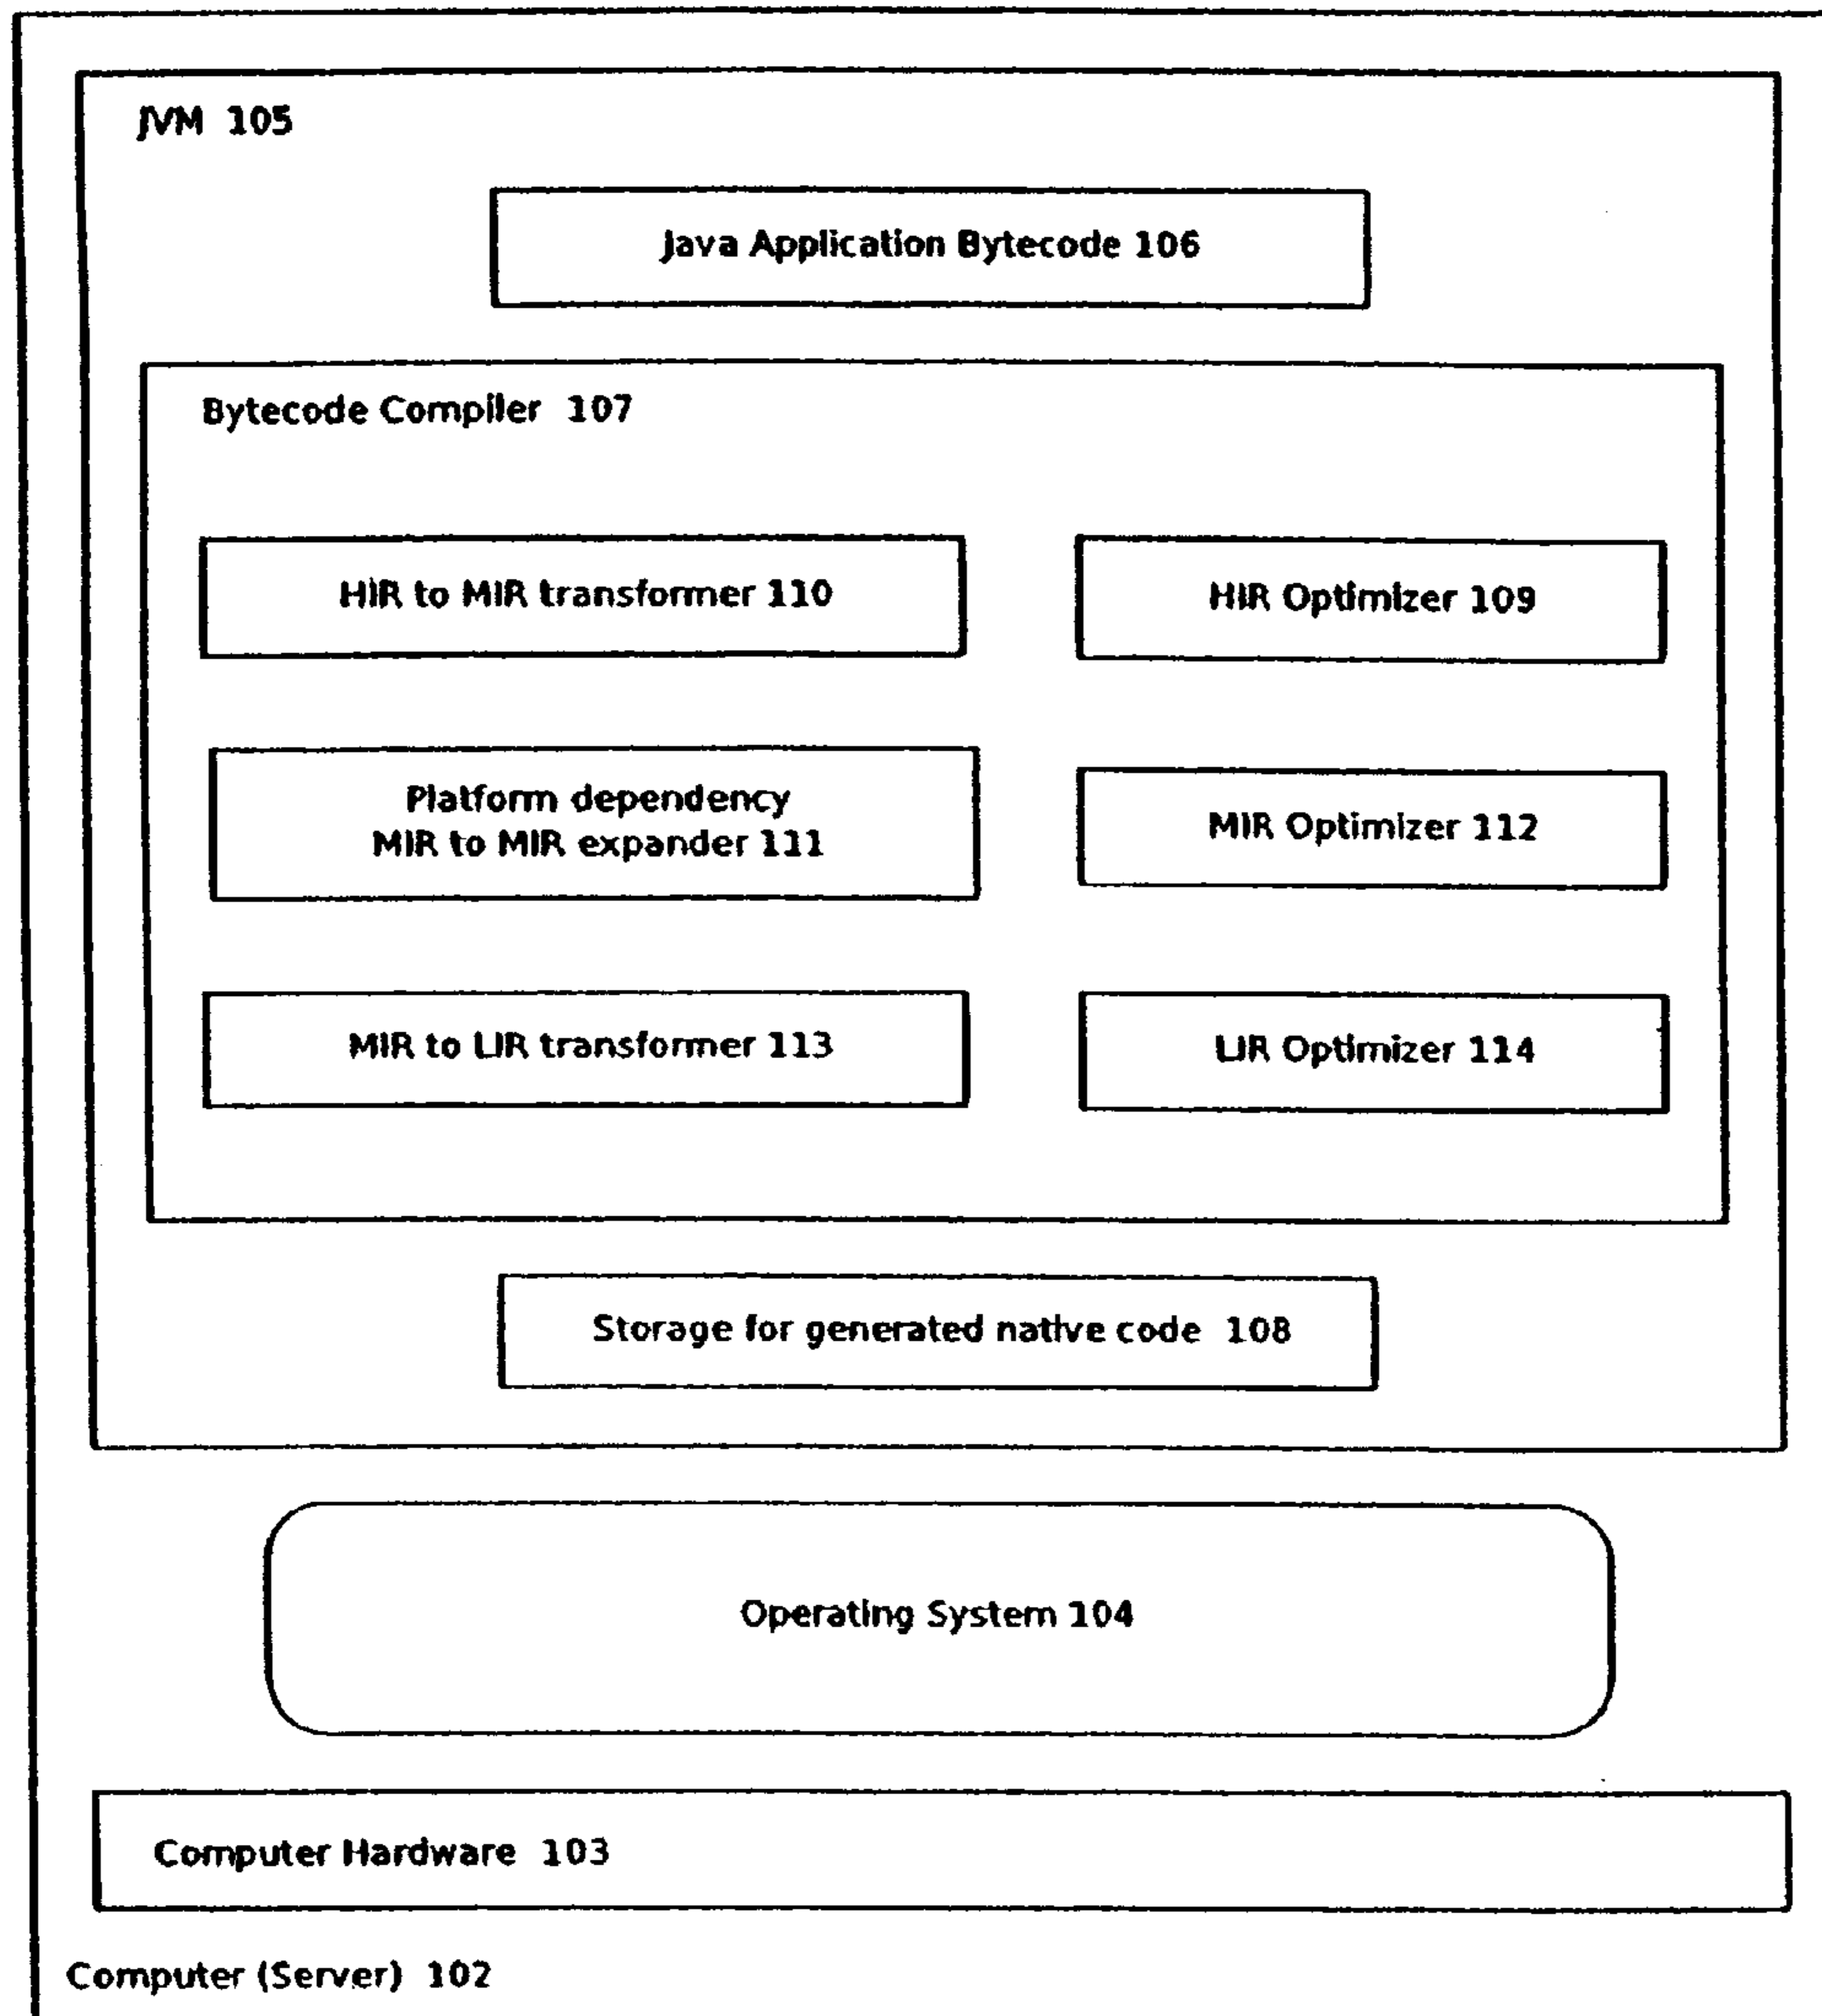 JVM 105
Java Application Bytecode 106
Bytecode Compiler 107
HIR to MIR transformer 110
HIR Optimizer 109
Platform dependency
MIR to MIR expander 111
MIR Optimizer 112
MIR to LIR transformer 113
LIR Optimizer 114
Storage for generated native code 108
Operating System 104
Computer Hardware 103
Computer (Server) 102